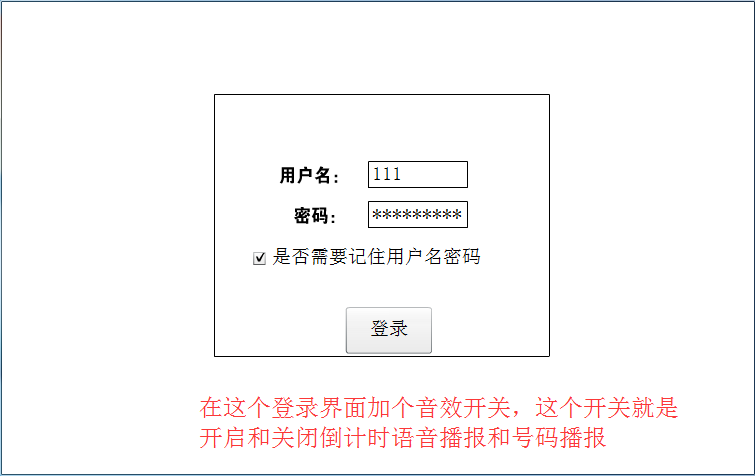 用户名： 111
密码： *********
是否需要记住用户名密码
登录
在这个登录界面加个音效开关，这个开关就是
开启和关闭倒计时语音播报和号码播报